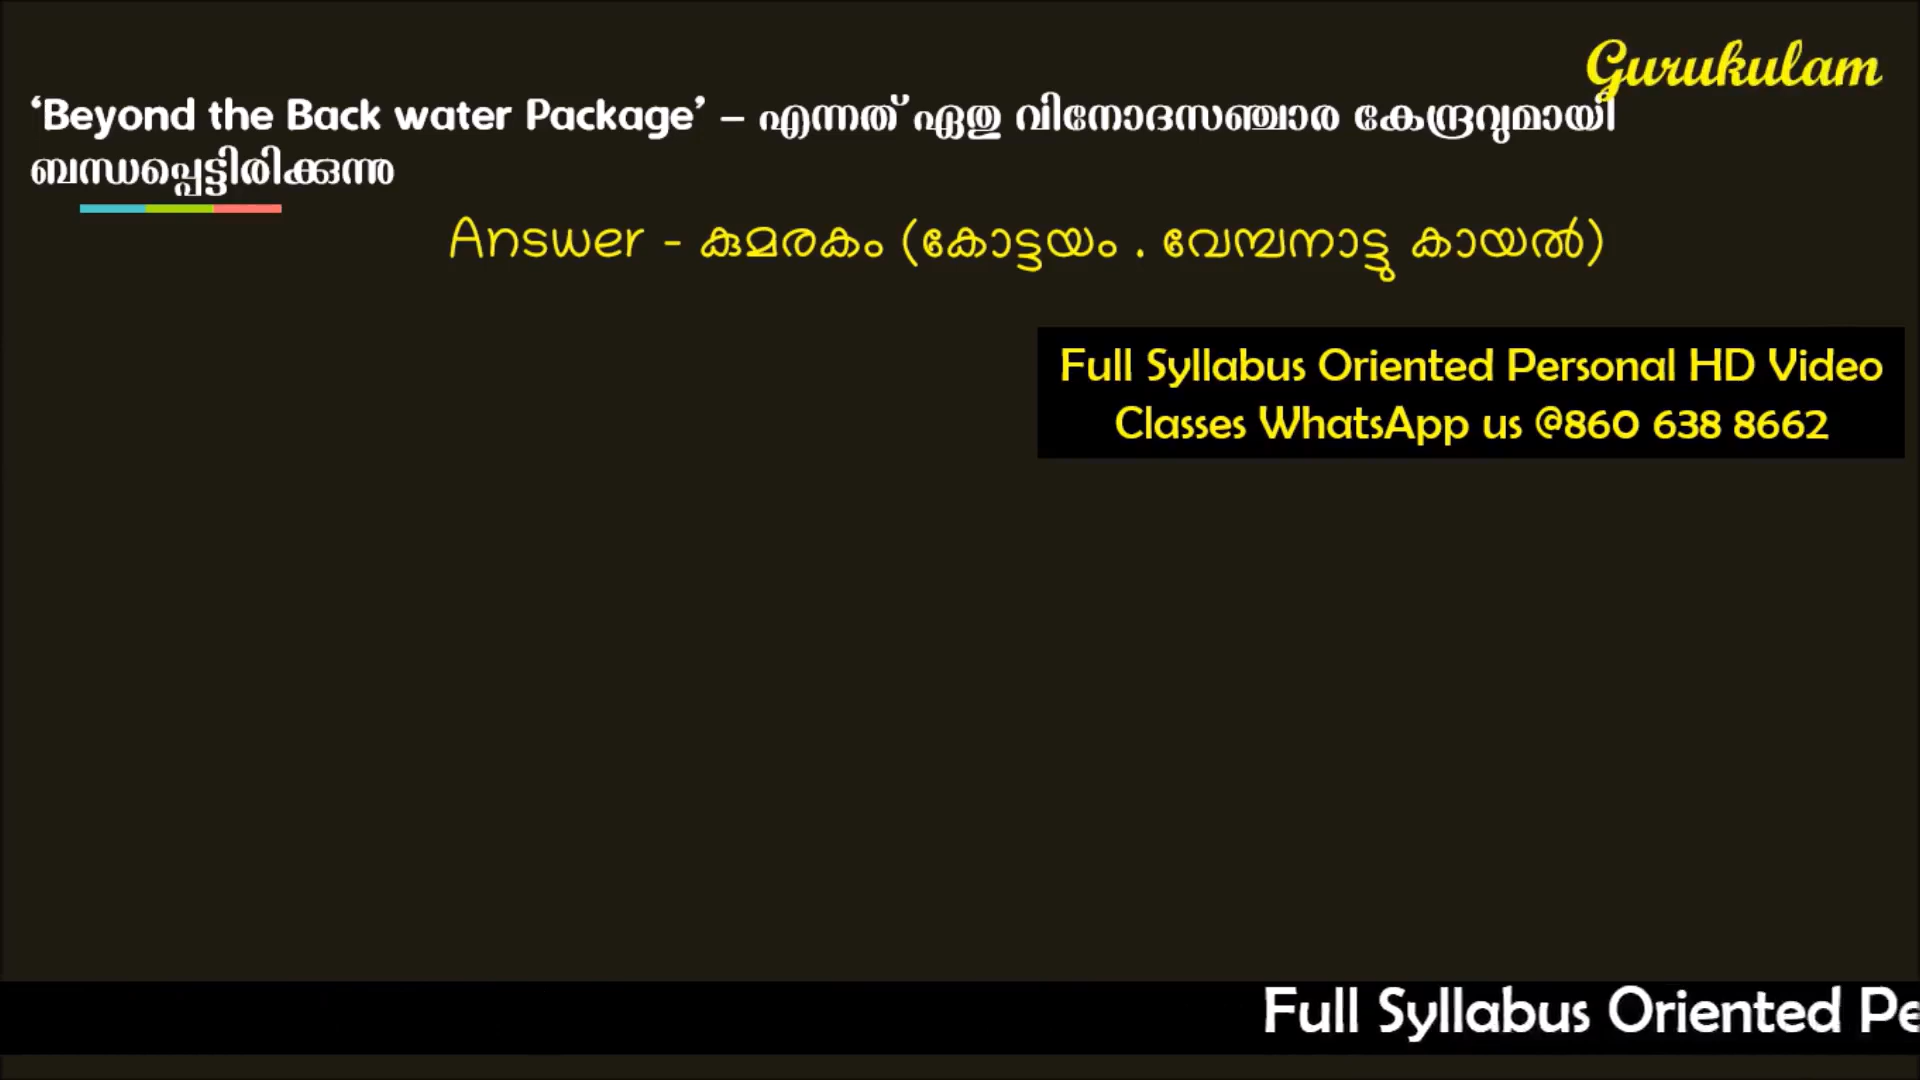 Gurukulam
‘Beyond the Back water Package’ – എന്നത് ഏതു വിനോദസഞ്ചാര കേന്ദ്രവുമായി
ബന്ധപ്പെട്ടിരിക്കുന്നു
Answer - കുമരകം (കോട്ടയം . വേമ്പനാട്ടു കായൽ)
Full Syllabus Oriented Personal HD Video
Classes WhatsApp us @860 638 8662
Full Syllabus Oriented Pe